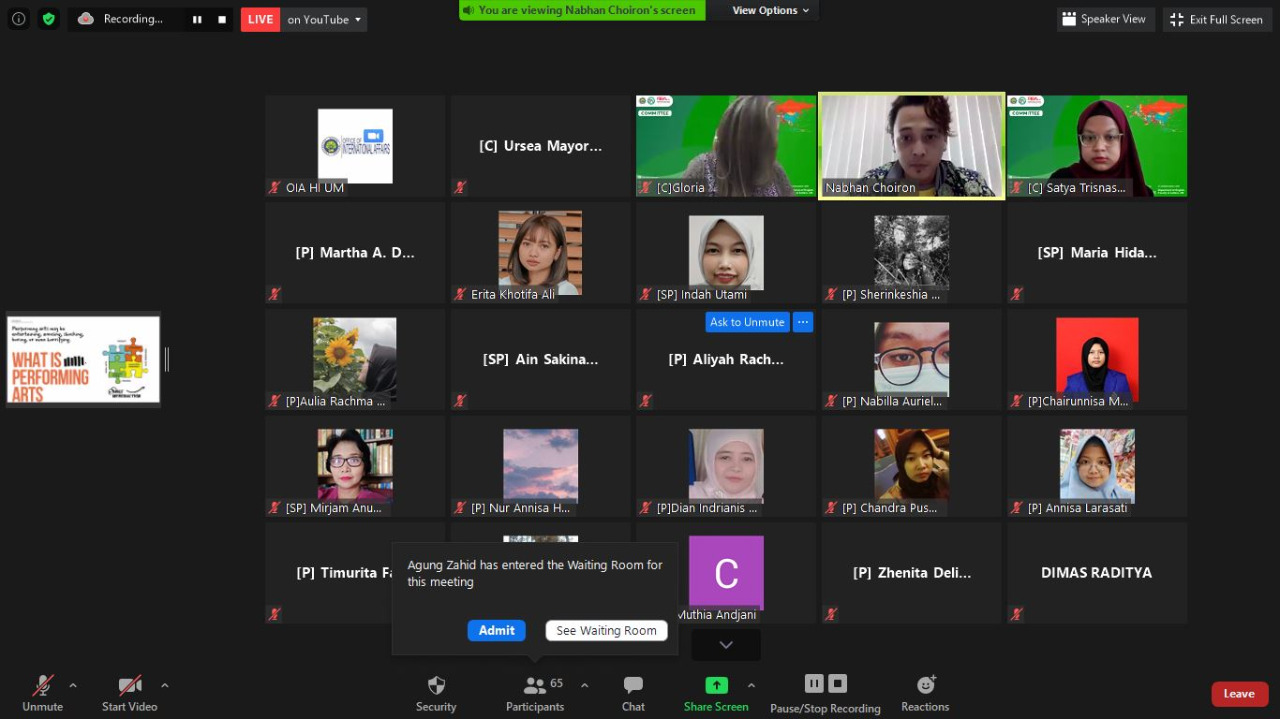 Recording...
LIVE
on YouTube
You are viewing Nabhan Choiron's screen
View Options
Speaker View
Exit Full Screen
OFFICE OF
INTERNATIONAL AFFAIRS
OIA HI UM
[C] Ursea Mayor...
COMMITTEE
[C]Gloria
Nabhan Choiron
COMMITTEE
[C] Satya Trisnas...
[P] Martha A. D...
Erita Khotifa Ali
[SP] Indah Utami
[P] Sherinkeshia ...
[SP] Maria Hida...
Performing arts may be
entertaining, amusing, shocking,
boring, or even horrifying.
WHAT IS
PERFORMING
ARTS
INTRODUCTION
[P]Aulia Rachma ...
[SP] Ain Sakina...
Ask to Unmute
...
[P] Aliyah Rach...
[P] Nabilla Auriel...
[P]Chairunnisa M...
[SP] Mirjam Anu...
[P] Nur Annisa H...
[P]Dian Indrianis ...
[P] Chandra Pus...
[P] Annisa Larasati
[P] Timurita Fa
Agung Zahid has entered the Waiting Room for
this meeting
Admit
See Waiting Room
C
Muthia Andjani
[P] Zhenita Deli...
DIMAS RADITYA
Unmute
Start Video
Security
65
Participants
Chat
Share Screen
Pause/Stop Recording
Reactions
Leave